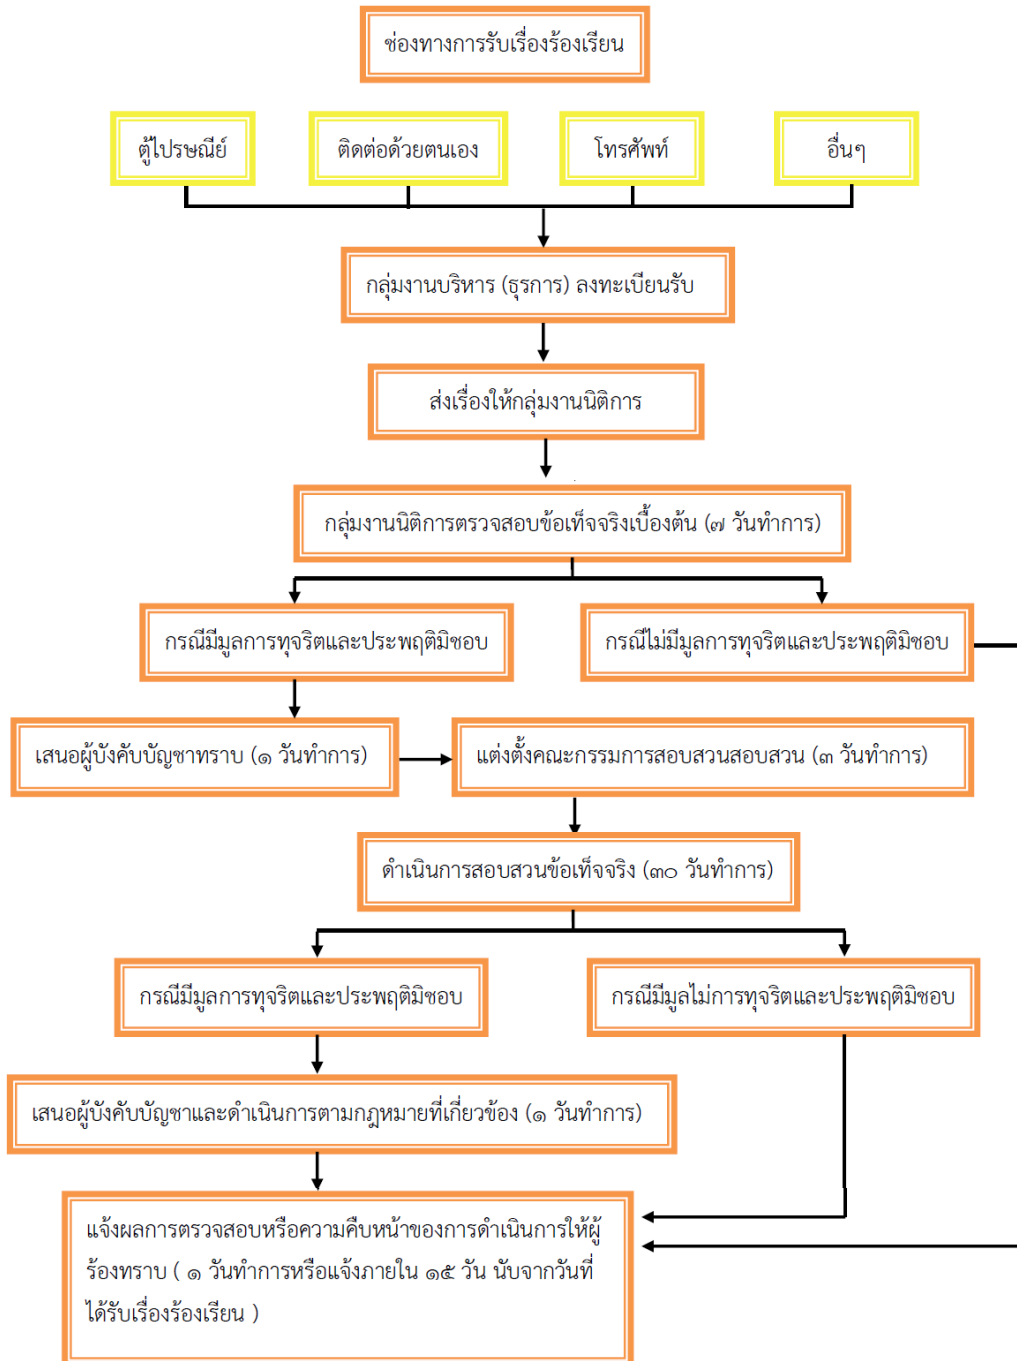 ช่องทางการรับเรื่องร้องเรียน
ตู้ไปรษณีย์
ติดต่อด้วยตนเอง
โทรศัพท์
อื่นๆ
กลุ่มงานบริหาร (ธุรการ) ลงทะเบียนรับ
ส่งเรื่องให้กลุ่มงานนิติการ
กลุ่มงานนิติการตรวจสอบข้อเท็จจริงเบื้องต้น (๗ วันทำการ)
กรณีมีมูลการทุจริตและประพฤติมิชอบ
กรณีไม่มีมูลการทุจริตและประพฤติมิชอบ
เสนอผู้บังคับบัญชาทราบ (๑ วันทำการ)
แต่งตั้งคณะกรรมการสอบสวนสอบสวน (๓ วันทำการ)
ดำเนินการสอบสวนข้อเท็จจริง (๓๐ วันทำการ)
กรณีมีมูลการทุจริตและประพฤติมิชอบ
กรณีมีมูลไม่การทุจริตและประพฤติมิชอบ
เสนอผู้บังคับบัญชาและดำเนินการตามกฎหมายที่เกี่ยวข้อง (๑ วันทำการ)
แจ้งผลการตรวจสอบหรือความคืบหน้าของการดำเนินการให้ผู้
ร้องทราบ ( ๑ วันทำการหรือแจ้งภายใน ๑๕ วัน นับจากวันที่
ได้รับเรื่องร้องเรียน )